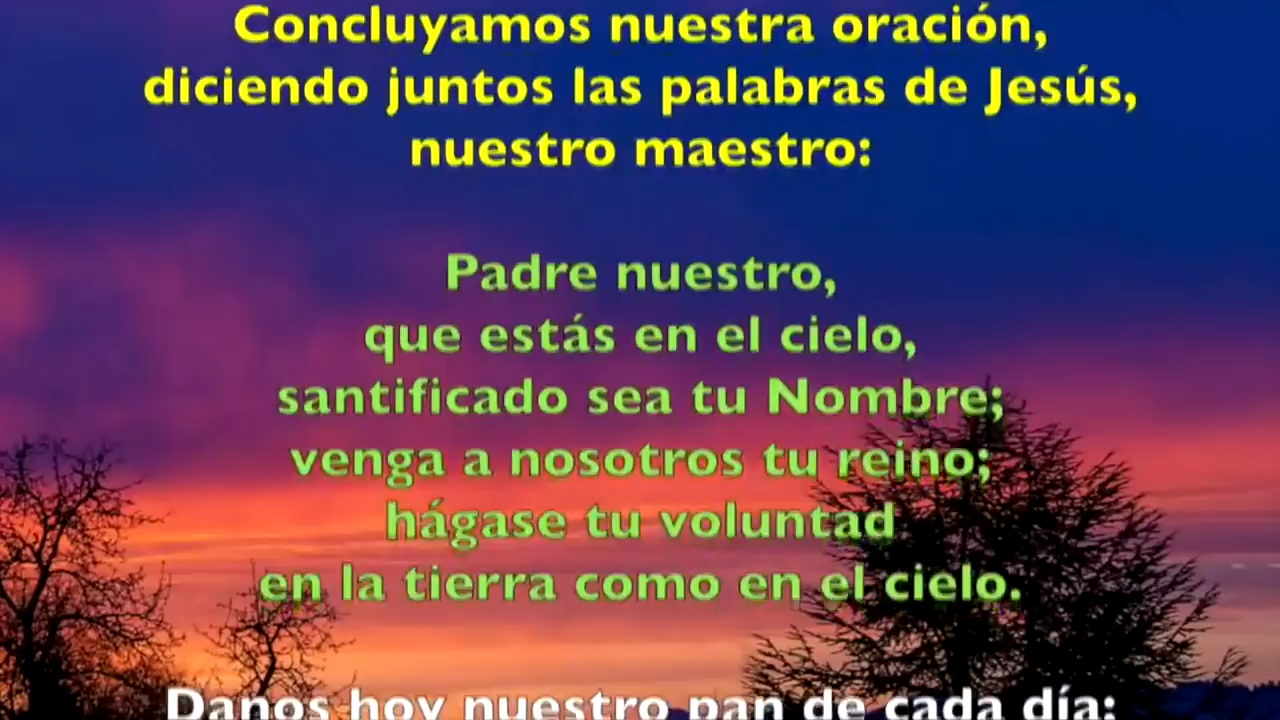 Concluyamos nuestra oración,
diciendo juntos las palabras de Jesús,
nuestro maestro:
Padre nuestro,
que estás en el cielo,
santificado sea tu Nombre;
venga a nosotros tu reino;
hágase tu voluntad
en la tierra como en el cielo.
Danos hoy nuestro pan de cada día;